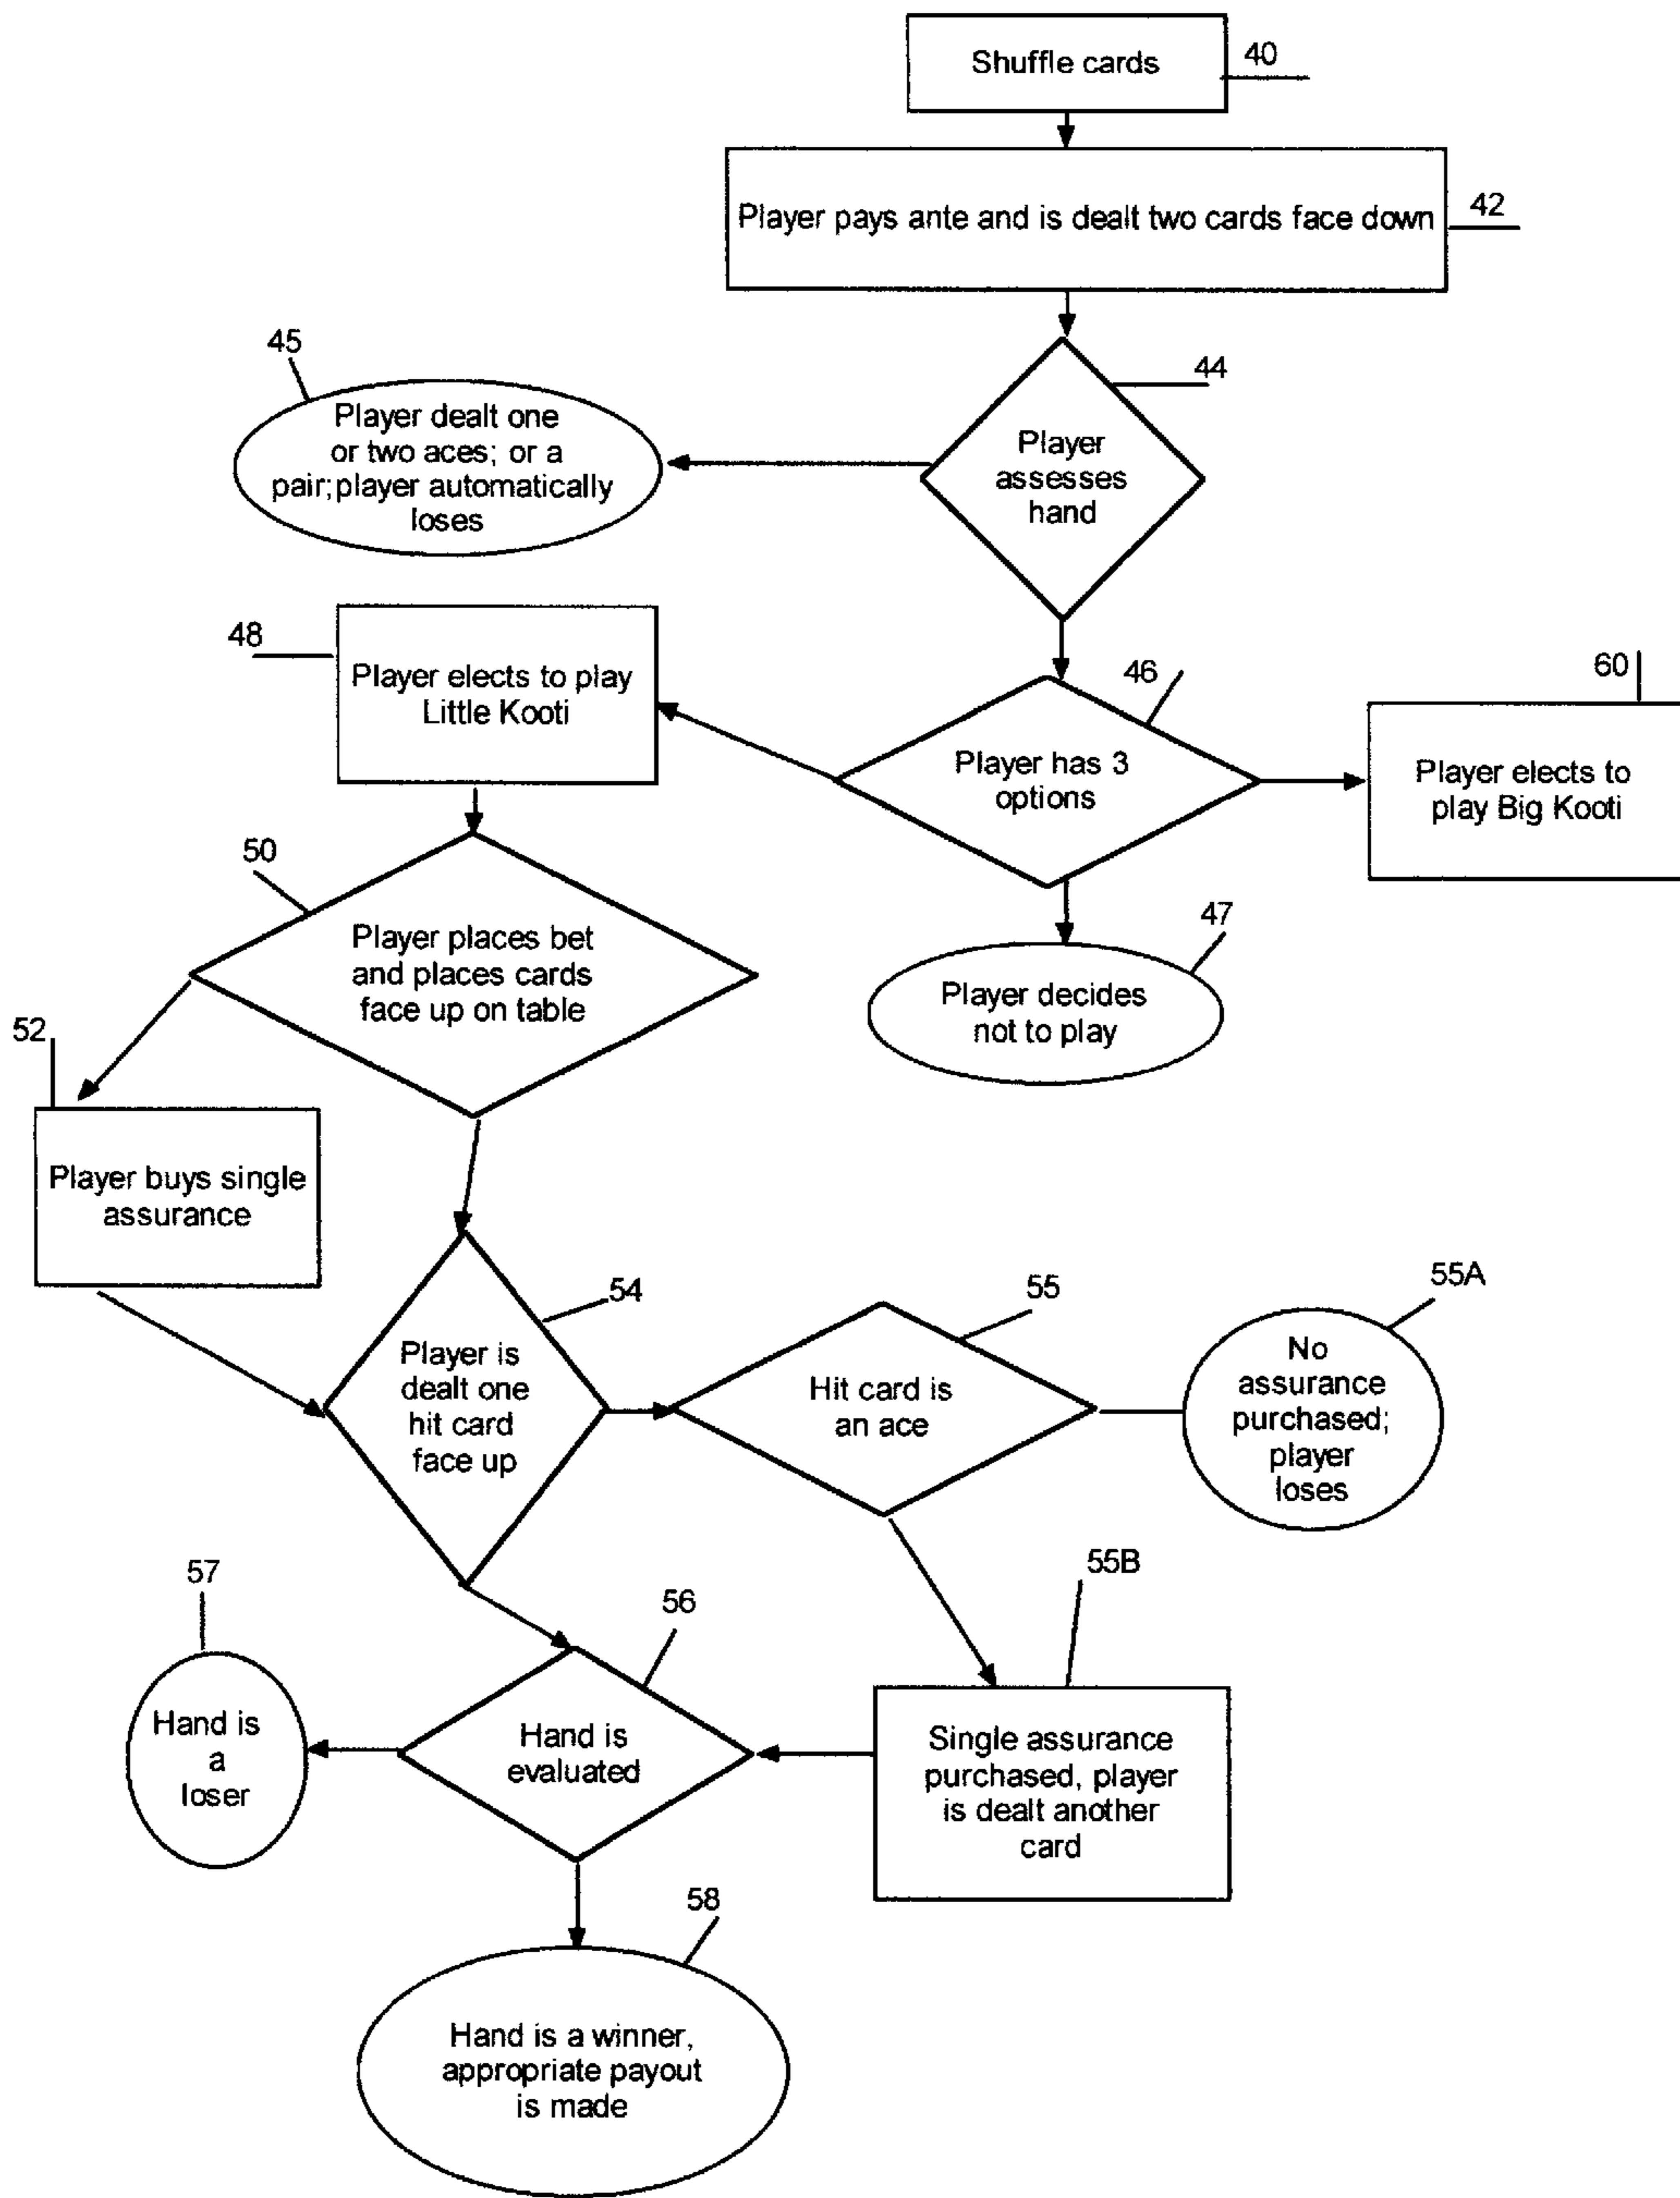 Shuffle cards
40
Player pays ante and is dealt two cards face down
42
44
45
Player dealt one
or two aces; or a
pair;player automatically
loses
Player
assesses
hand
48
Player elects to play
Little Kooti
46
Player has 3
options
60
Player elects to
play Big Kooti
50
Player places bet
and places cards
face up on table
47
Player decides
not to play
52
Player buys single
assurance
54
Player is
dealt one
hit card
face up
55
Hit card is
an ace
55A
No
assurance
purchased;
player
loses
57
Hand is
a
loser
56
Hand is
evaluated
55B
Single assurance
purchased, player
is dealt another
card
58
Hand is a winner,
appropriate payout
is made